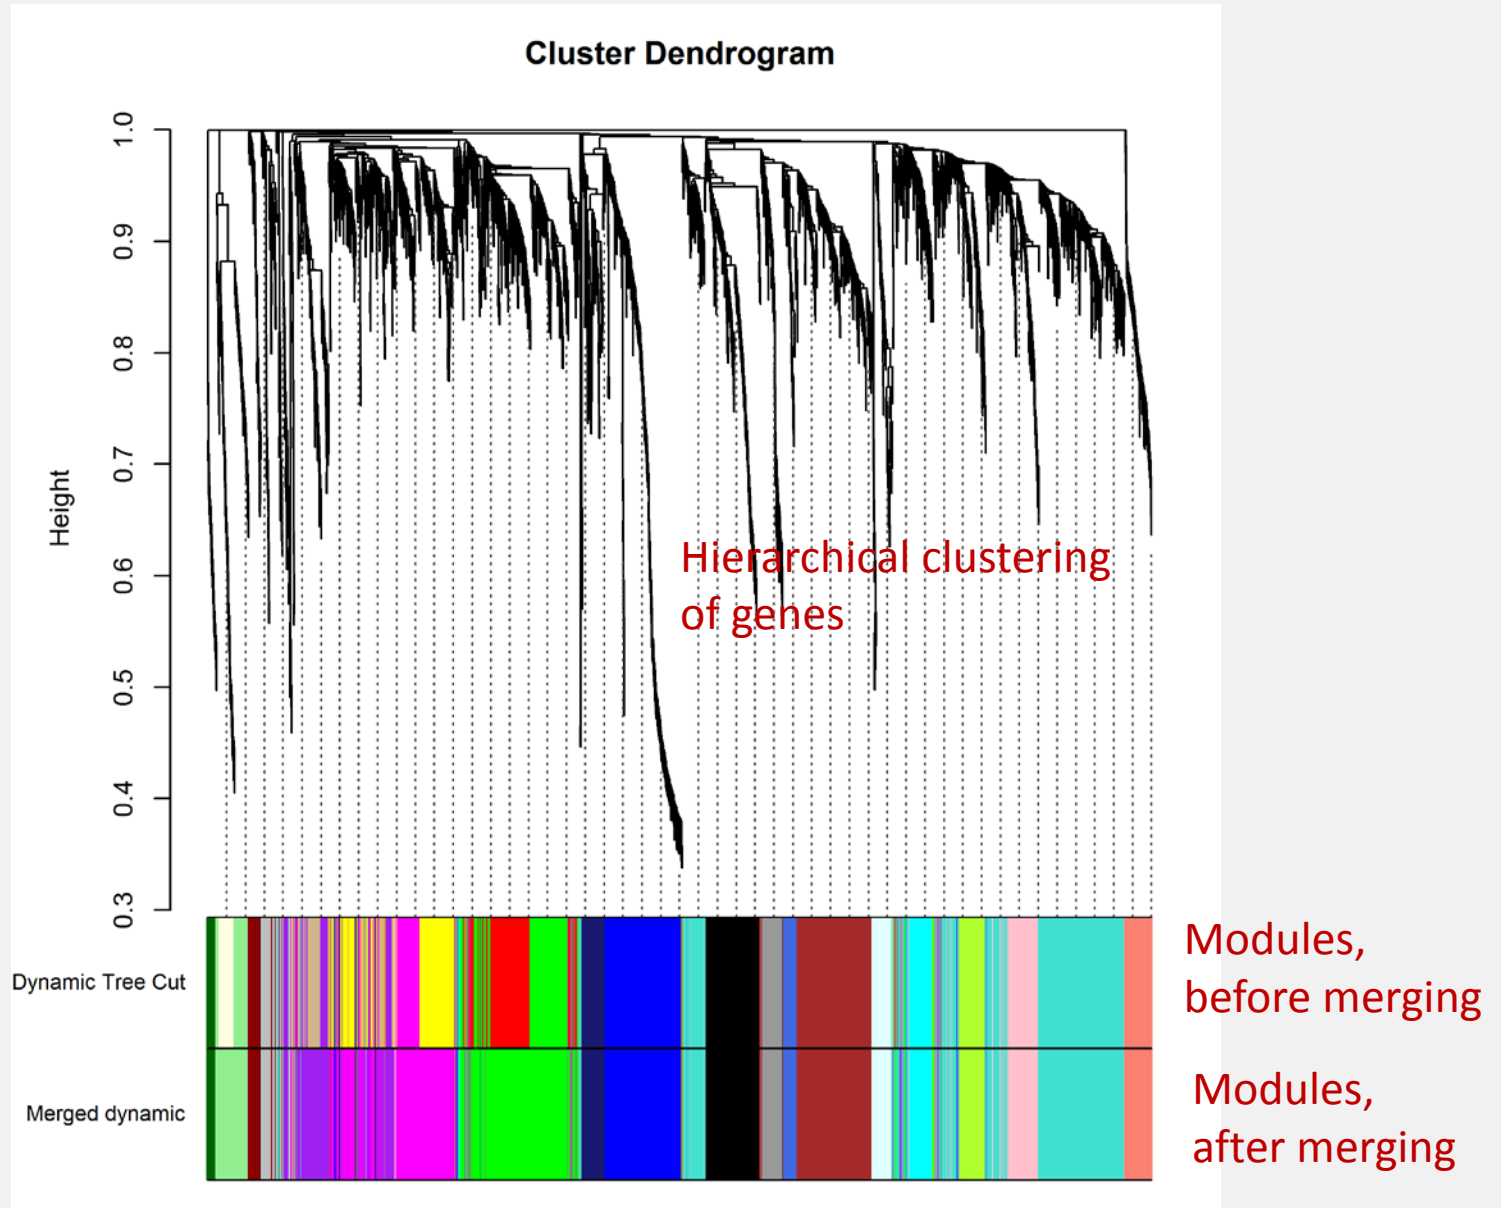 Cluster Dendrogram
Height
1.0
0.9
0.8
0.7
0.6
0.5
0.4
0.3
Hierarchical clustering
of genes
Dynamic Tree Cut
Modules,
before merging
Merged dynamic
Modules,
after merging